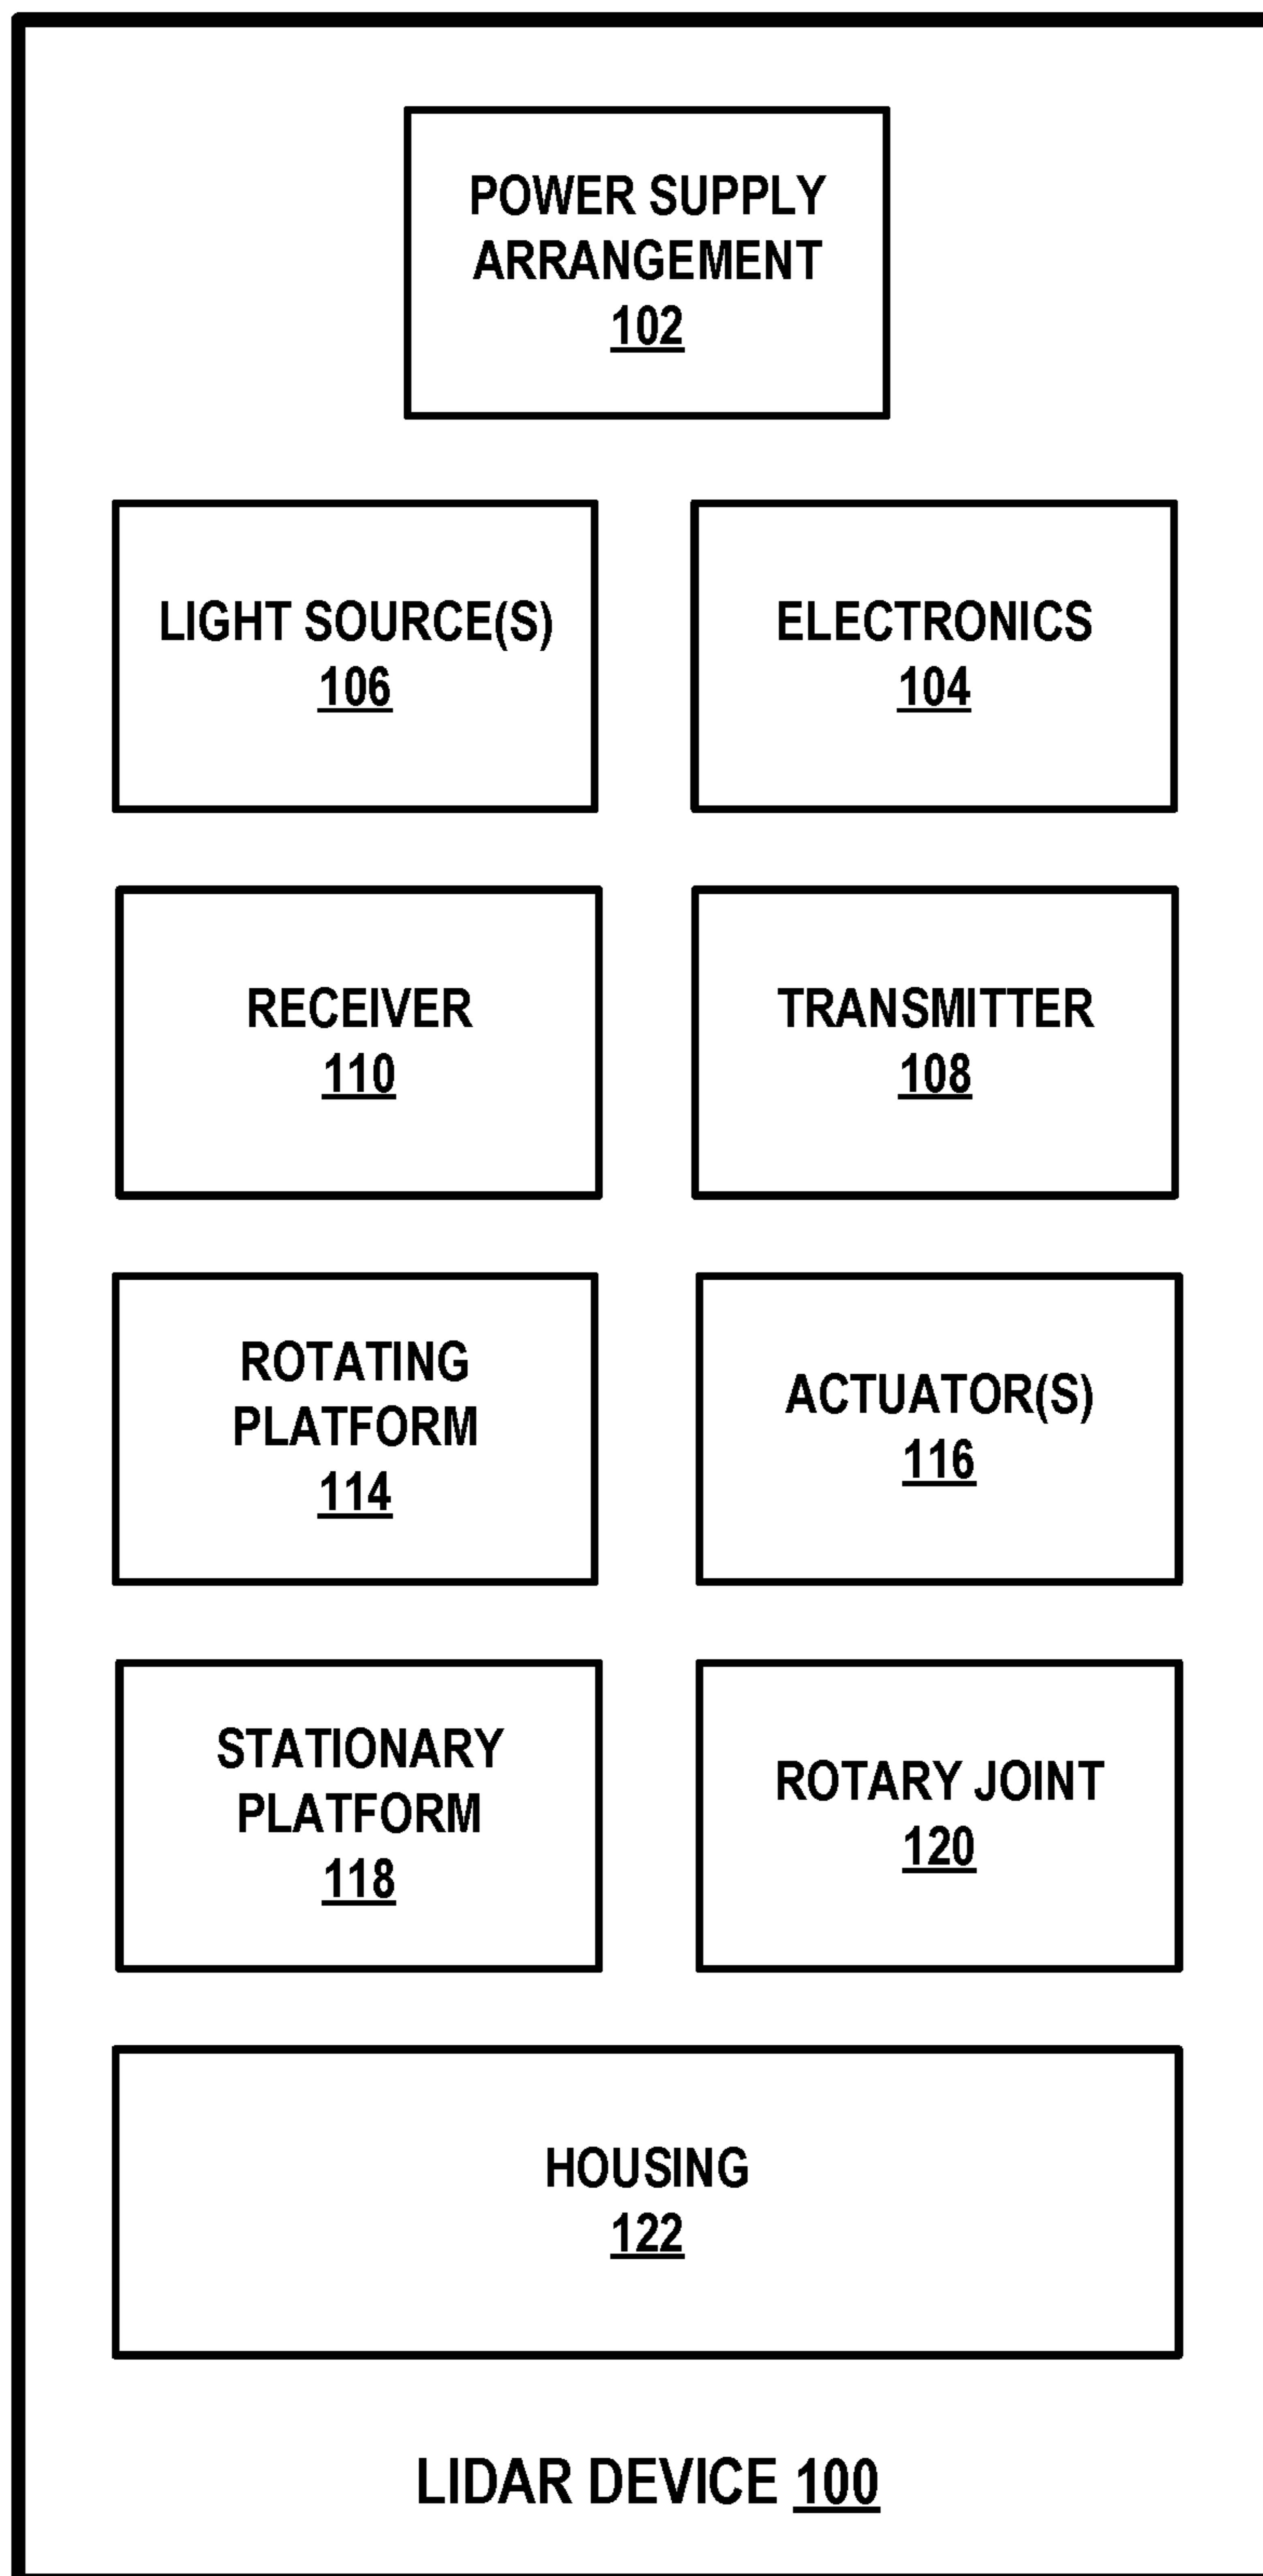 POWER SUPPLY
ARRANGEMENT
102
LIGHT SOURCE(S)
106
ELECTRONICS
104
RECEIVER
110
TRANSMITTER
108
ROTATING
PLATFORM
114
ACTUATOR(S)
116
STATIONARY
PLATFORM
118
ROTARY JOINT
120
HOUSING
122
LIDAR DEVICE 100